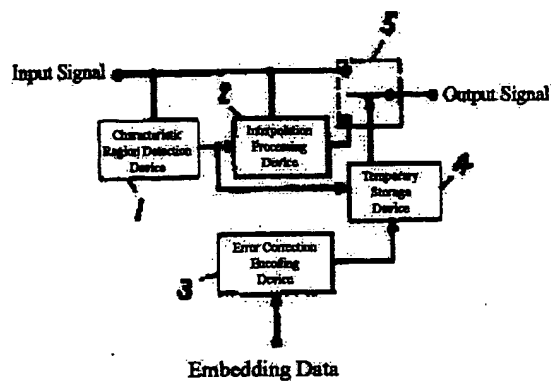 5
Input Signal
2
Output Signal
Characteristic
Region Detection
Device
Interpolation
Processing
Device
4
Temporary
Storage
Device
1
Error Correction
Encoding
Device
3
Embedding Data